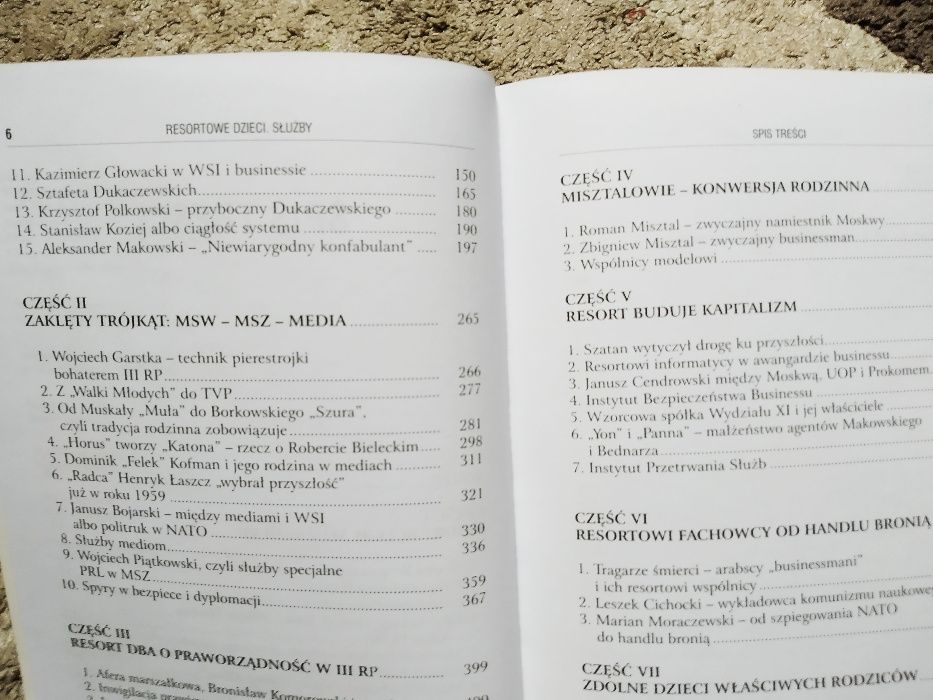 6
RESORTOWE DZIECI. SŁUŻBY
11. Kazimierz Głowacki w WSI i businessie ........ 150
12. Sztafeta Dukaczewskich ........ 165
13. Krzysztof Polkowski – przyboczny Dukaczewskiego ........ 180
14. Stanisław Koziej albo ciągłość systemu ........ 190
15. Aleksander Makowski – „Niewiarygodny konfabulant” ..... 197
CZĘŚĆ II
ZAKLĘTY TRÓJKĄT: MSW – MSZ – MEDIA ........ 265
1. Wojciech Garstka – technik pierestrojki
bohaterem III RP ........ 266
2. Z „Walki Młodych” do TVP ........ 277
3. Od Muskały „Muła” do Borkowskiego „Szura”,
czyli tradycja rodzinna zobowiązuje ........ 281
4. „Horus” tworzy „Katona” – rzecz o Robercie Bieleckim ..... 298
5. Dominik „Felek” Kofman i jego rodzina w mediach ........ 311
6. „Radca” Henryk Łaszcz „wybrał przyszłość”
już w roku 1959 ........ 321
7. Janusz Bojarski – między mediami i WSI
albo politruk w NATO ........ 330
8. Służby mediom ........ 336
9. Wojciech Piątkowski, czyli służby specjalne
PRL w MSZ ........ 359
10. Spyry w bezpiece i dyplomacji ........ 367
CZĘŚĆ III
RESORT DBA O PRAWORZĄDNOŚĆ W III RP ........ 399
1. Afera marszałkowa, Bronisław
2. Inwigilacja
SPIS TREŚCI
CZĘŚĆ IV
MISZTALOWIE – KONWERSJA RODZINNA ........
1. Roman Misztal – zwyczajny namiestnik Moskwy ........
2. Zbigniew Misztal – zwyczajny businessman ........
3. Wspólnicy modelowi ........
CZĘŚĆ V
RESORT BUDUJE KAPITALIZM ........
1. Szatan wytyczył drogę ku przyszłości ........
2. Resortowi informatycy w awangardzie businessu ........
3. Janusz Cendrowski między Moskwą, UOP i Prokomem.
4. Instytut Bezpieczeństwa Businessu ........
5. Wzorcowa spółka Wydziału XI i jej właściciele ........
6. „Yon” i „Panna” – małżeństwo agentów Makowskiego
i Bednarza ........
7. Instytut Przetrwania Służb ........
CZĘŚĆ VI
RESORTOWI FACHOWCY OD HANDLU BRONIĄ
1. Tragarze śmierci – arabscy „businessmani”
i ich resortowi wspólnicy ........
2. Leszek Cichocki – wykładowca komunizmu naukowe
3. Marian Moraczewski – od szpiegowania NATO
do handlu bronią ........
CZĘŚĆ VII
ZDOLNE DZIECI WŁAŚCIWYCH RODZICÓW ........